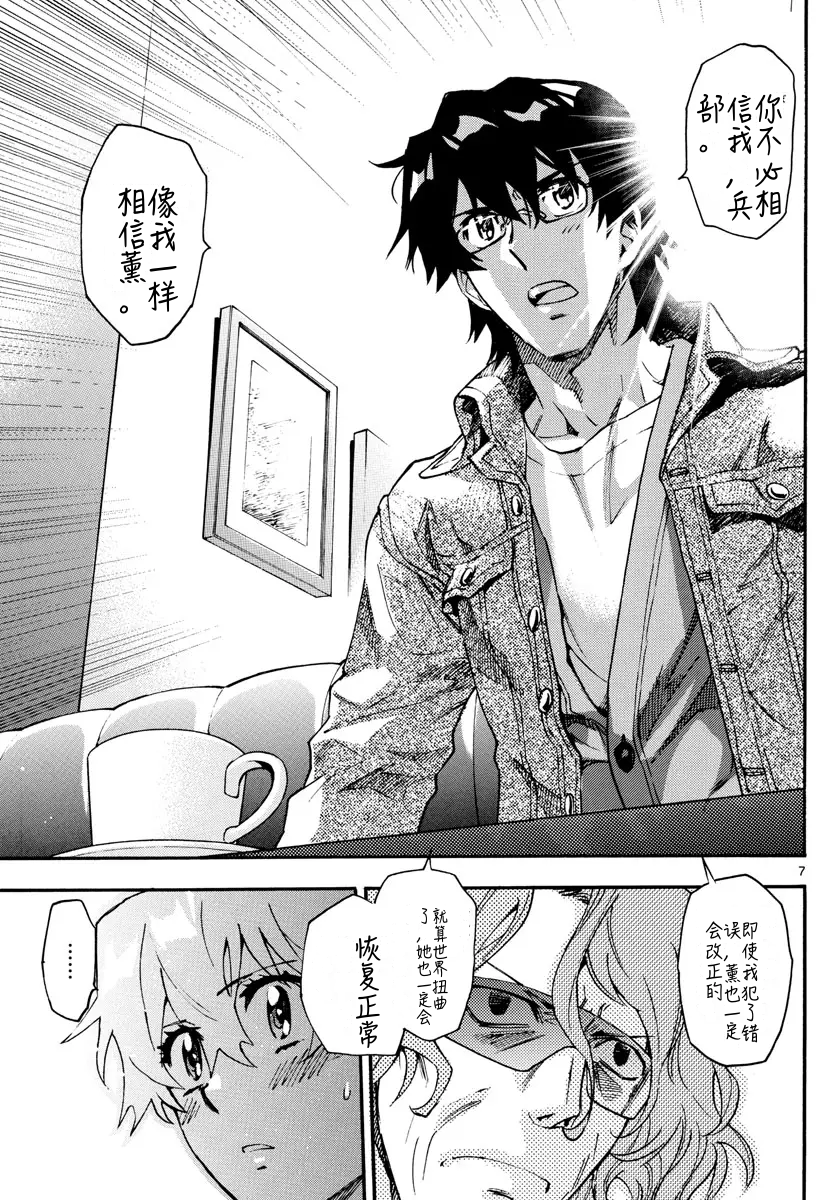 你不必相
信我，兵
部。
像我一样
相信薰。
7
即使我犯了错
误，薰也一定
会改正的
就算世界扭曲
了，她也一定会
恢复正常
……